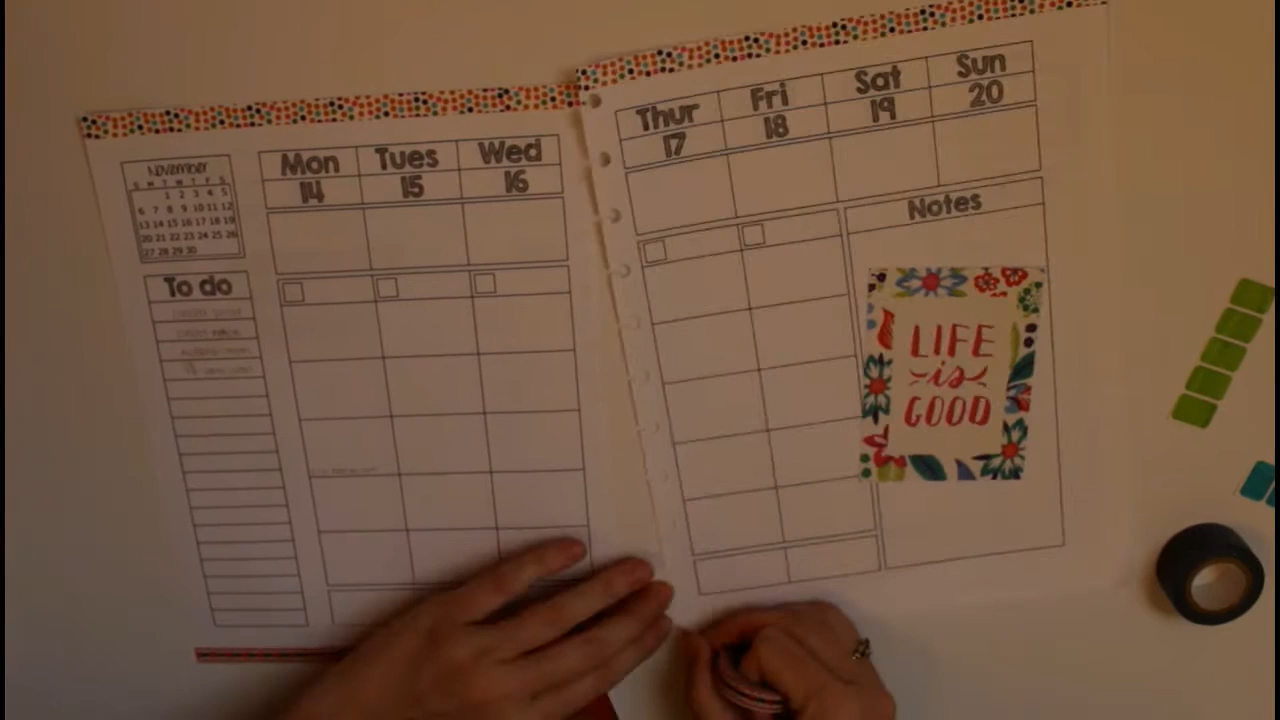 November
S M T W T F S
1 2 3 4 5
6 7 8 9 10 11 12
13 14 15 16 17 18 19
20 21 22 23 24 25 26
27 28 29 30
To do
Mon Tues Wed
14 15 16
Thur Fri Sat Sun
17 18 19 20
Notes
LIFE
is
GOOD